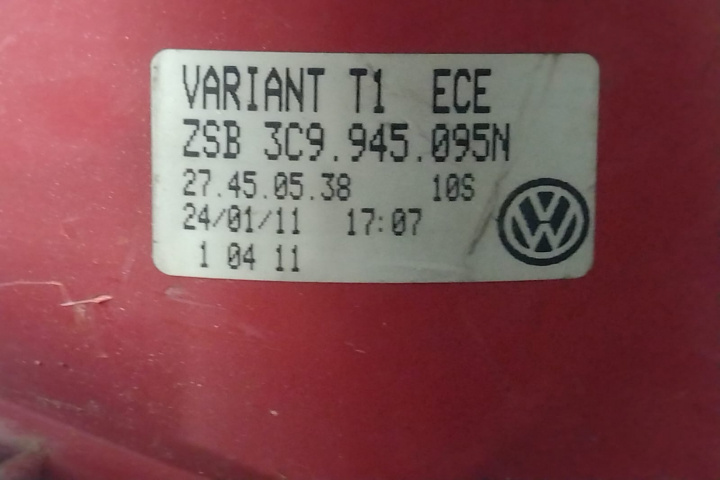 VARIANT T1 ECE
ZSB 3C9.945.095N
27.45.05.38 10S
24/01/11 17:07
1 04 11
VW